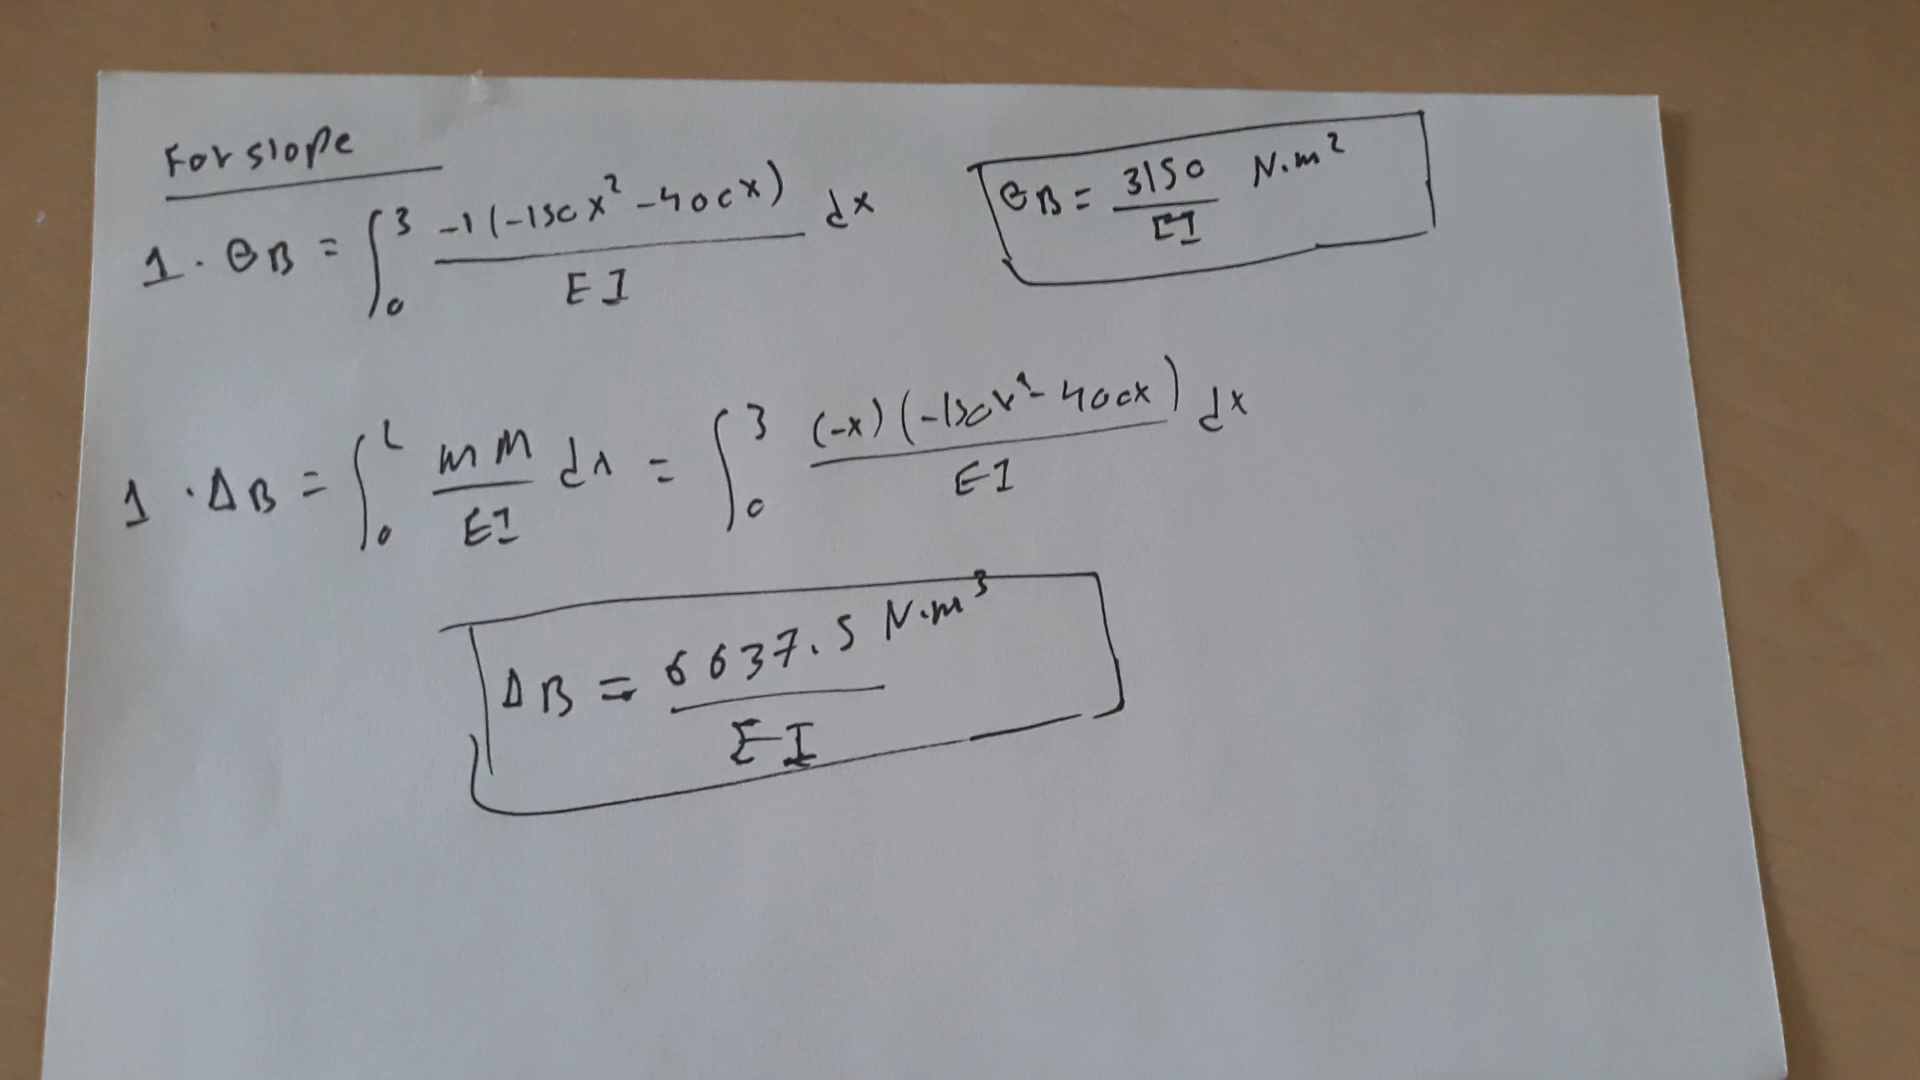 For slope
1 · θB = ∫₀³ -1(-150x² - 400x) / EI dx
θB = 3150 / EI N.m²
1 · ΔB = ∫₀ᴸ mM / EI dx = ∫₀³ (-x)(-150x² - 400x) / EI dx
ΔB = 6637.5 N.m³ / EI